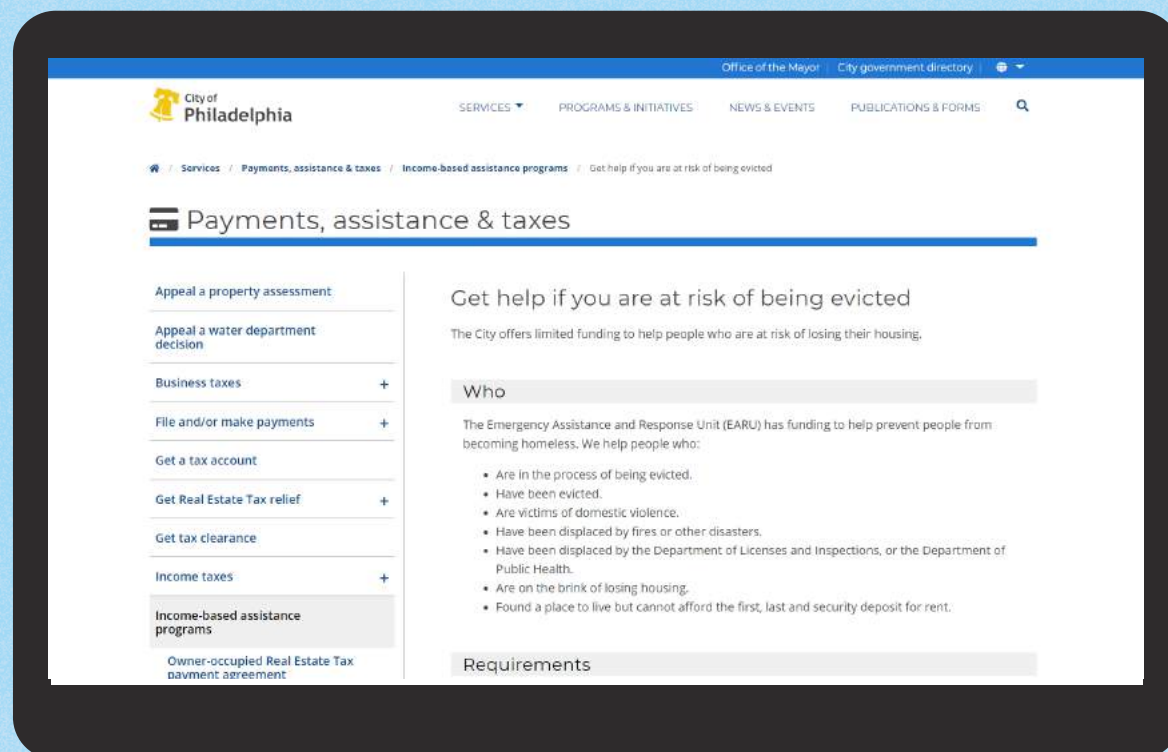 Office of the Mayor | City government directory |
City of
Philadelphia
SERVICES PROGRAMS & INITIATIVES NEWS & EVENTS PUBLICATIONS & FORMS
/ Services / Payments, assistance & taxes / Income-based assistance programs / Get help if you are at risk of being evicted
Payments, assistance & taxes
Appeal a property assessment
Appeal a water department
decision
Business taxes +
File and/or make payments +
Get a tax account
Get Real Estate Tax relief +
Get tax clearance
Income taxes +
Income-based assistance
programs
Owner-occupied Real Estate Tax
payment agreement
Get help if you are at risk of being evicted
The City offers limited funding to help people who are at risk of losing their housing.
Who
The Emergency Assistance and Response Unit (EARU) has funding to help prevent people from
becoming homeless. We help people who:
• Are in the process of being evicted.
• Have been evicted.
• Are victims of domestic violence.
• Have been displaced by fires or other disasters.
• Have been displaced by the Department of Licenses and Inspections, or the Department of
Public Health.
• Are on the brink of losing housing.
• Found a place to live but cannot afford the first, last and security deposit for rent.
Requirements